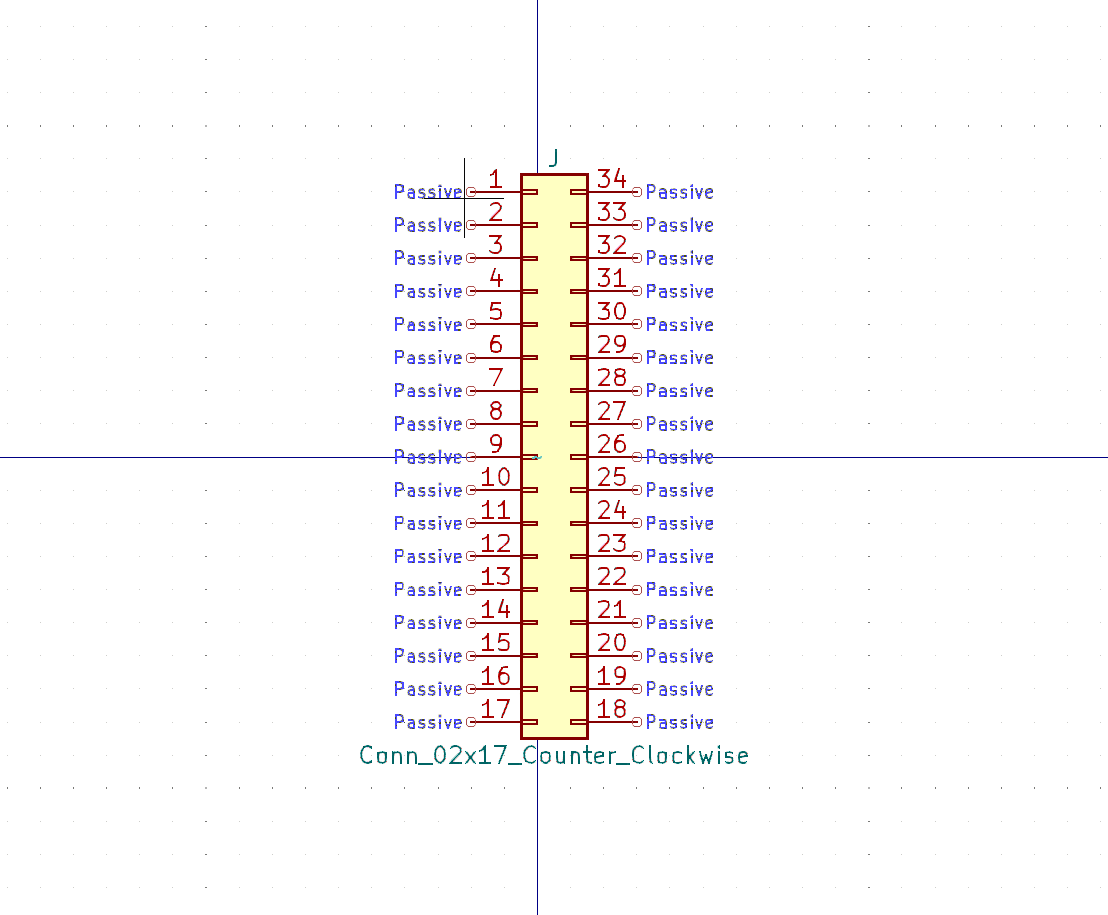 J
Passive 1 34 Passive
Passive 2 33 Passive
Passive 3 32 Passive
Passive 4 31 Passive
Passive 5 30 Passive
Passive 6 29 Passive
Passive 7 28 Passive
Passive 8 27 Passive
Passive 9 26 Passive
Passive 10 25 Passive
Passive 11 24 Passive
Passive 12 23 Passive
Passive 13 22 Passive
Passive 14 21 Passive
Passive 15 20 Passive
Passive 16 19 Passive
Passive 17 18 Passive
Conn_02x17_Counter_Clockwise